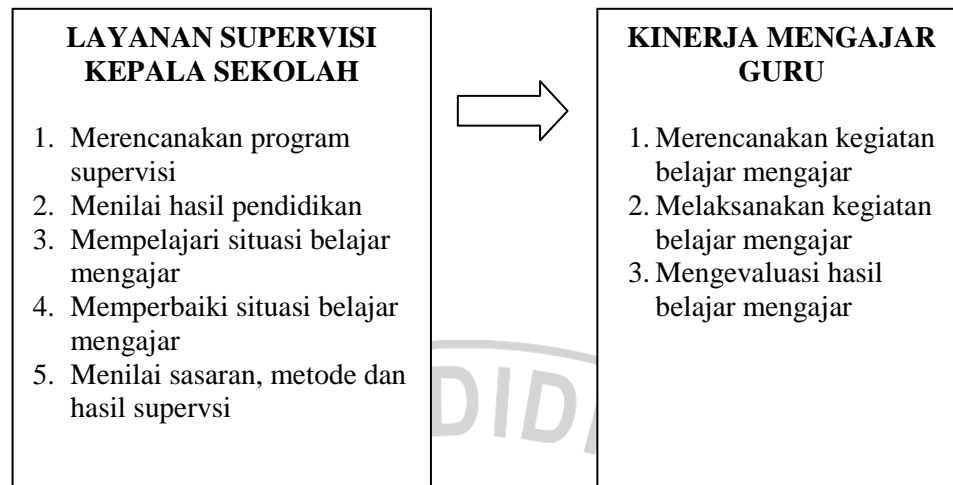 LAYANAN SUPERVISI
KEPALA SEKOLAH
1. Merencanakan program
supervisi
2. Menilai hasil pendidikan
3. Mempelajari situasi belajar
mengajar
4. Memperbaiki situasi belajar
mengajar
5. Menilai sasaran, metode dan
hasil supervsi
KINERJA MENGAJAR
GURU
1. Merencanakan kegiatan
belajar mengajar
2. Melaksanakan kegiatan
belajar mengajar
3. Mengevaluasi hasil
belajar mengajar